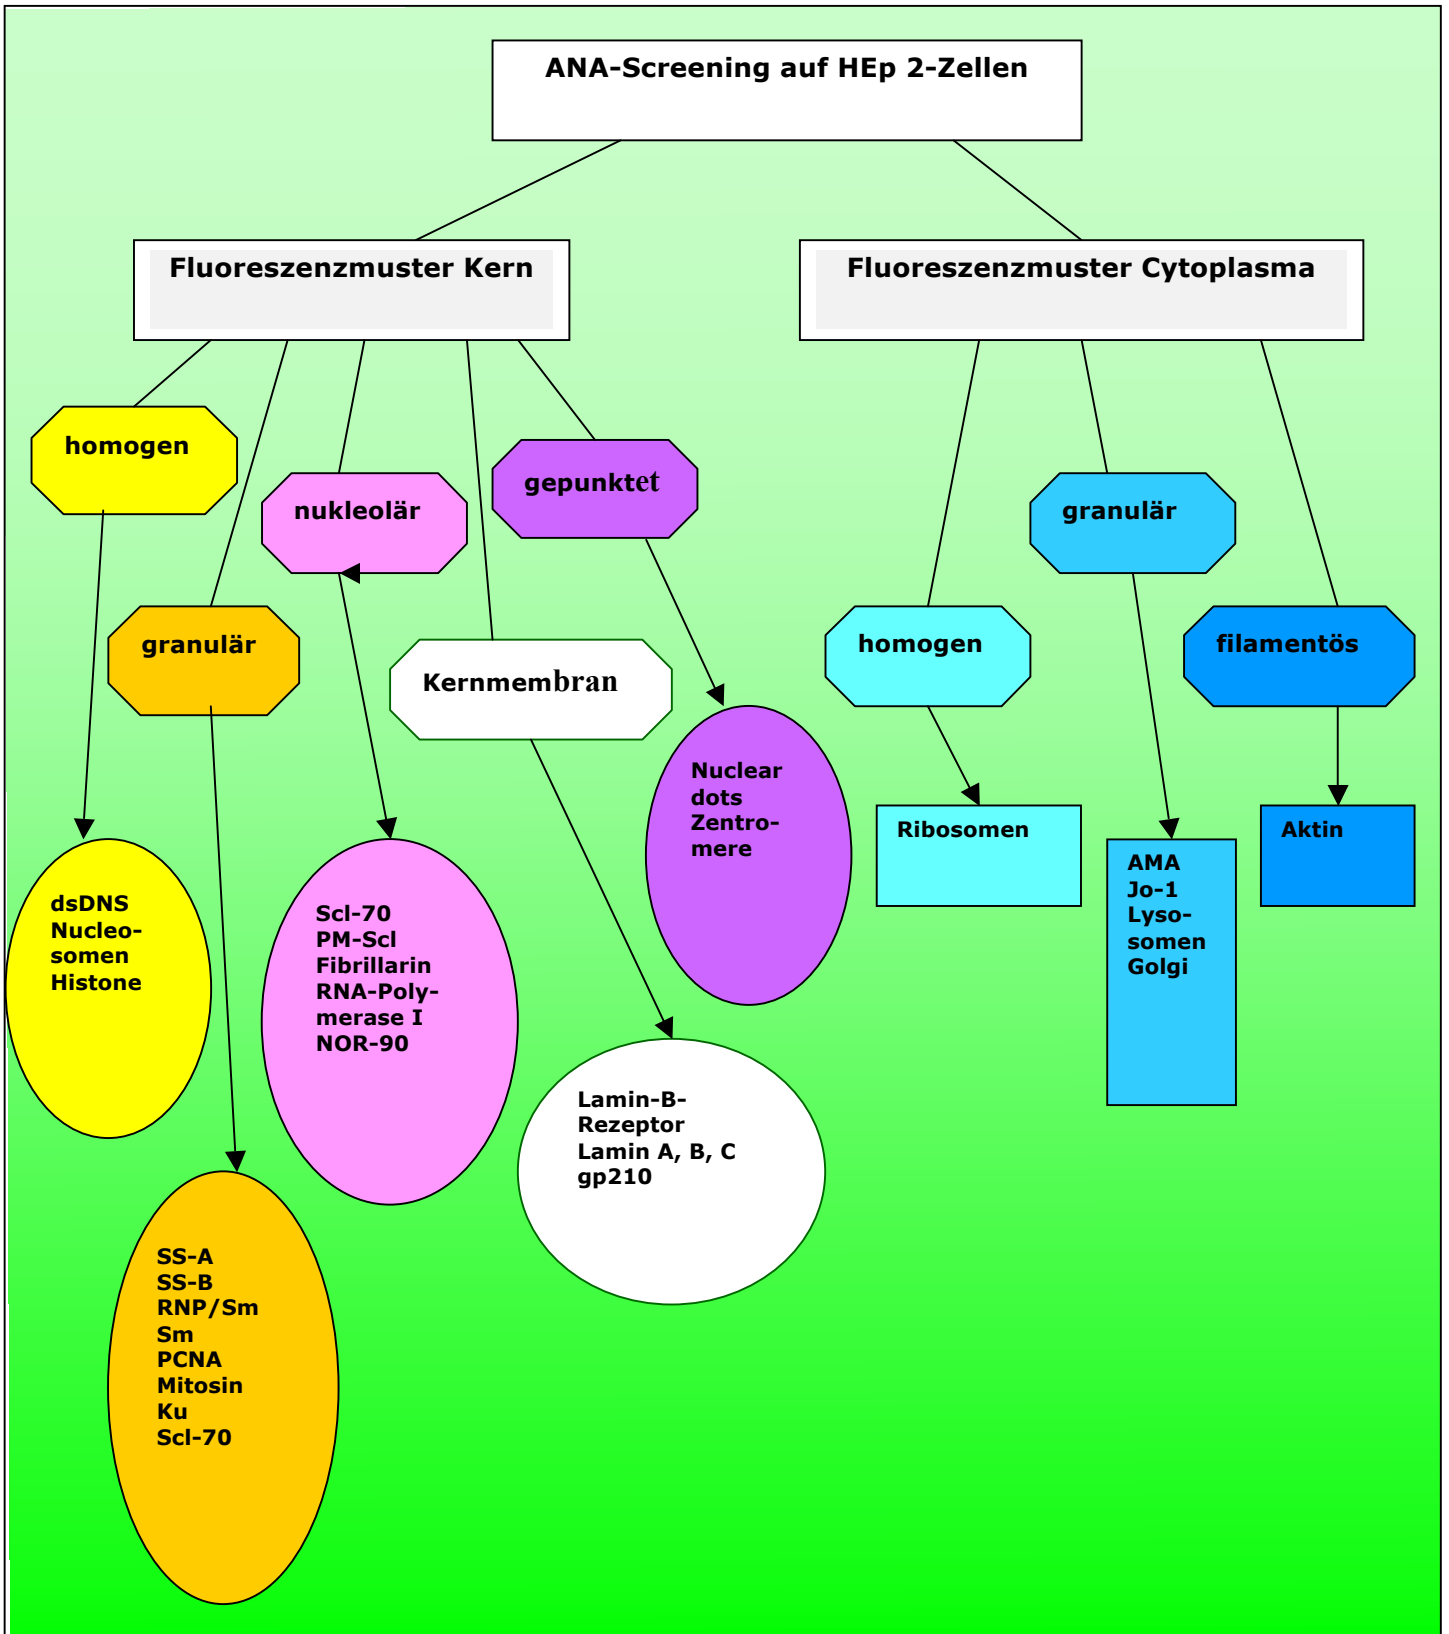 ANA-Screening auf HEp 2-Zellen
Fluoreszenzmuster Kern
Fluoreszenzmuster Cytoplasma
homogen
nukleolär
gepunktet
granulär
granulär
Kernmembran
homogen
filamentös
Nuclear
dots
Zentro-
mere
Ribosomen
AMA
Jo-1
Lyso-
somen
Golgi
Aktin
dsDNS
Nucleo-
somen
Histone
Scl-70
PM-Scl
Fibrillarin
RNA-Poly-
merase I
NOR-90
Lamin-B-
Rezeptor
Lamin A, B, C
gp210
SS-A
SS-B
RNP/Sm
Sm
PCNA
Mitosin
Ku
Scl-70